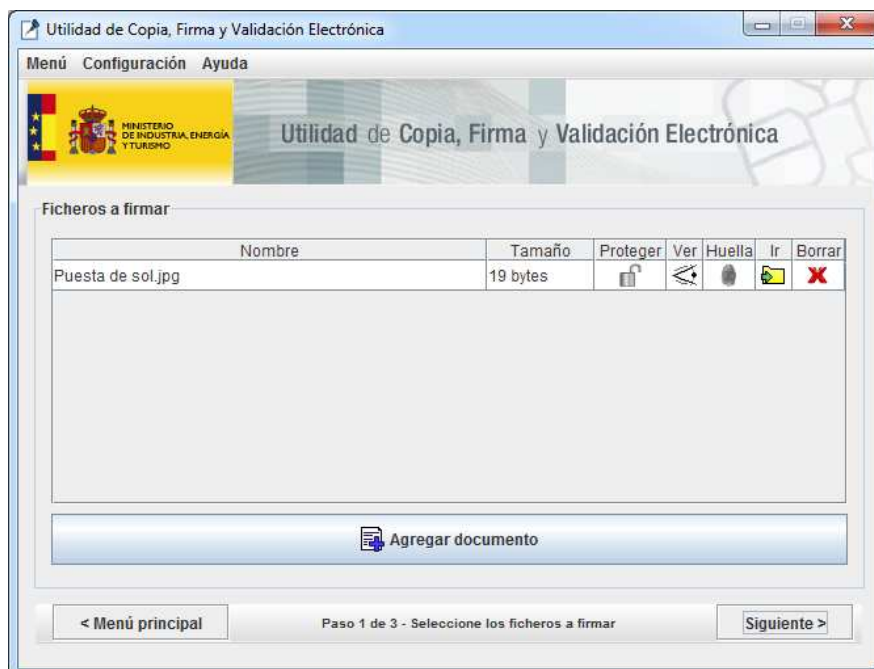 Utilidad de Copia, Firma y Validación Electrónica
Menú Configuración Ayuda
MINISTERIO
DE INDUSTRIA, ENERGÍA
Y TURISMO
Utilidad de Copia, Firma y Validación Electrónica
Ficheros a firmar
Nombre Tamaño Proteger Ver Huella Ir Borrar
Puesta de sol.jpg 19 bytes
Agregar documento
< Menú principal Paso 1 de 3 - Seleccione los ficheros a firmar Siguiente >